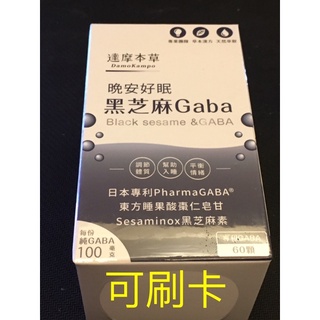 達摩本草
DamoKampo
晚安好眠
黑芝麻Gaba
Black sesame &GABA
調節
體質
幫助
入睡
平衡
情緒
日本專利PharmaGABA®
東方睡果酸棗仁皂甘
Sesaminox黑芝麻素
每份
純GABA
100毫克
60顆
可刷卡